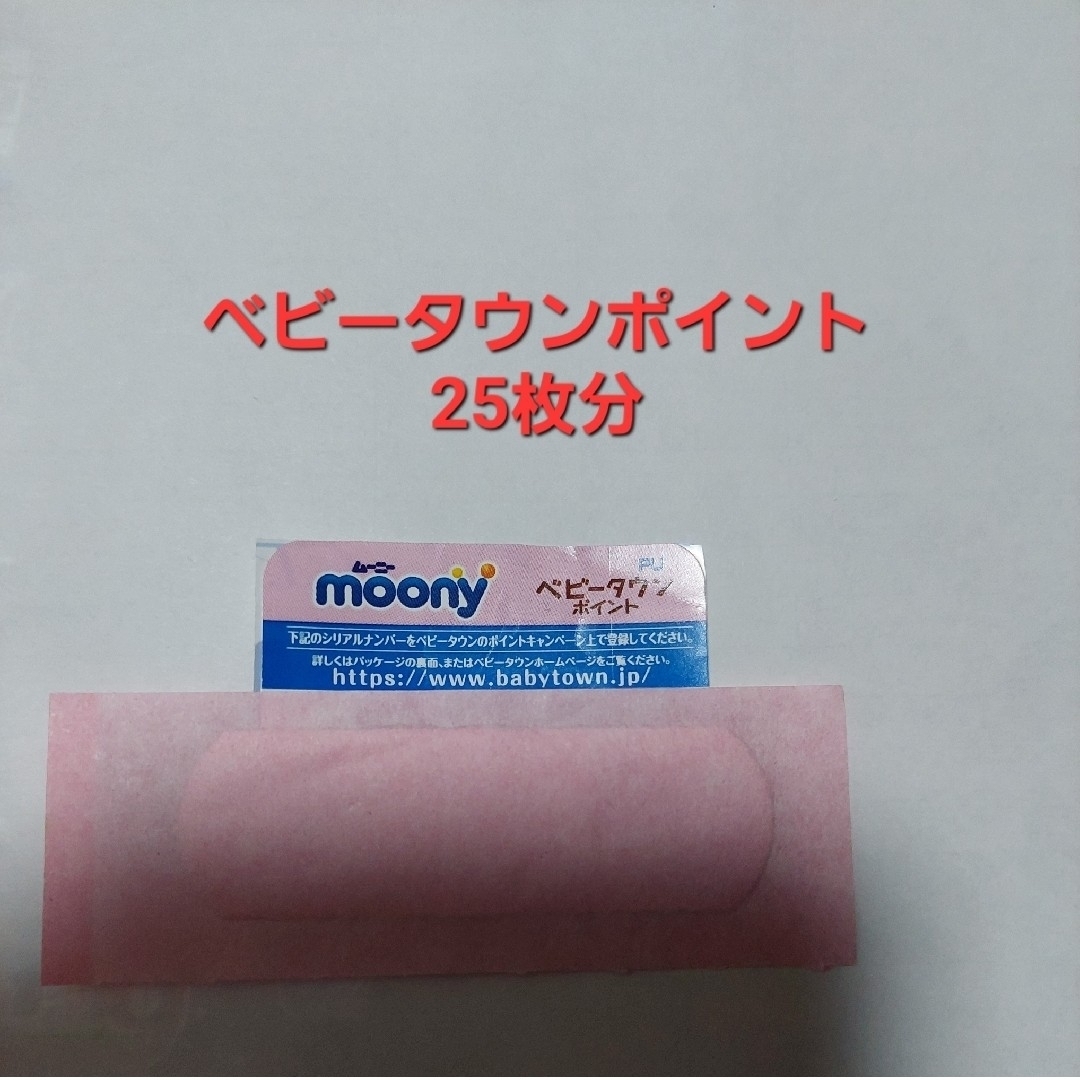 ベビータウンポイント
25枚分
ムーニー
moony
PU
ベビータウン
ポイント
下記のシリアルナンバーをベビータウンのポイントキャンペーン上で登録してください。
詳しくはパッケージの裏面、またはベビータウンホームページをご覧ください。
https://www.babytown.jp/